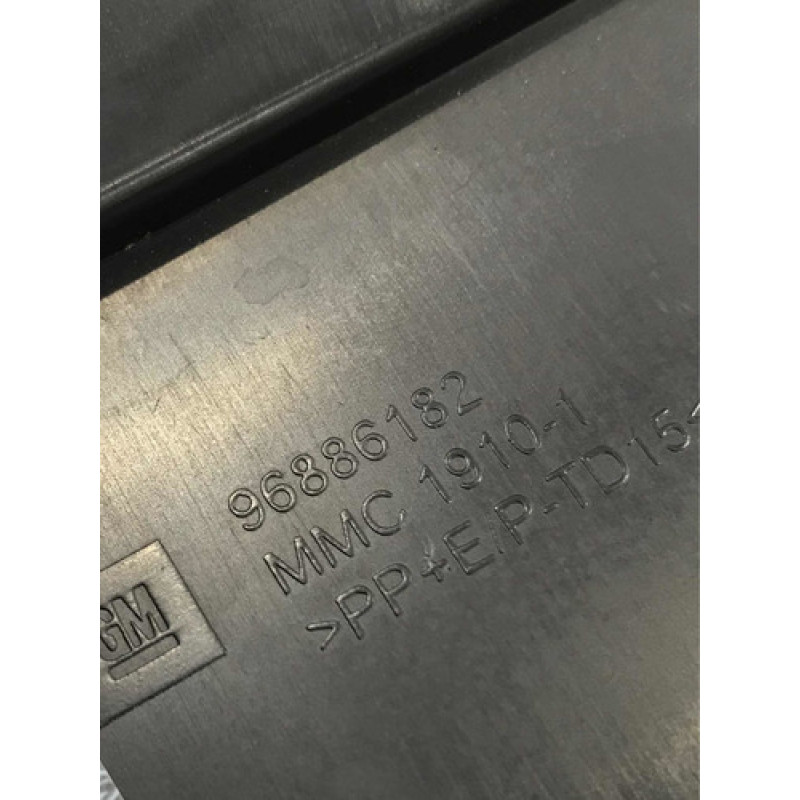 96886182
MMC 1910-1
>PP+E/P-TD15<
GM